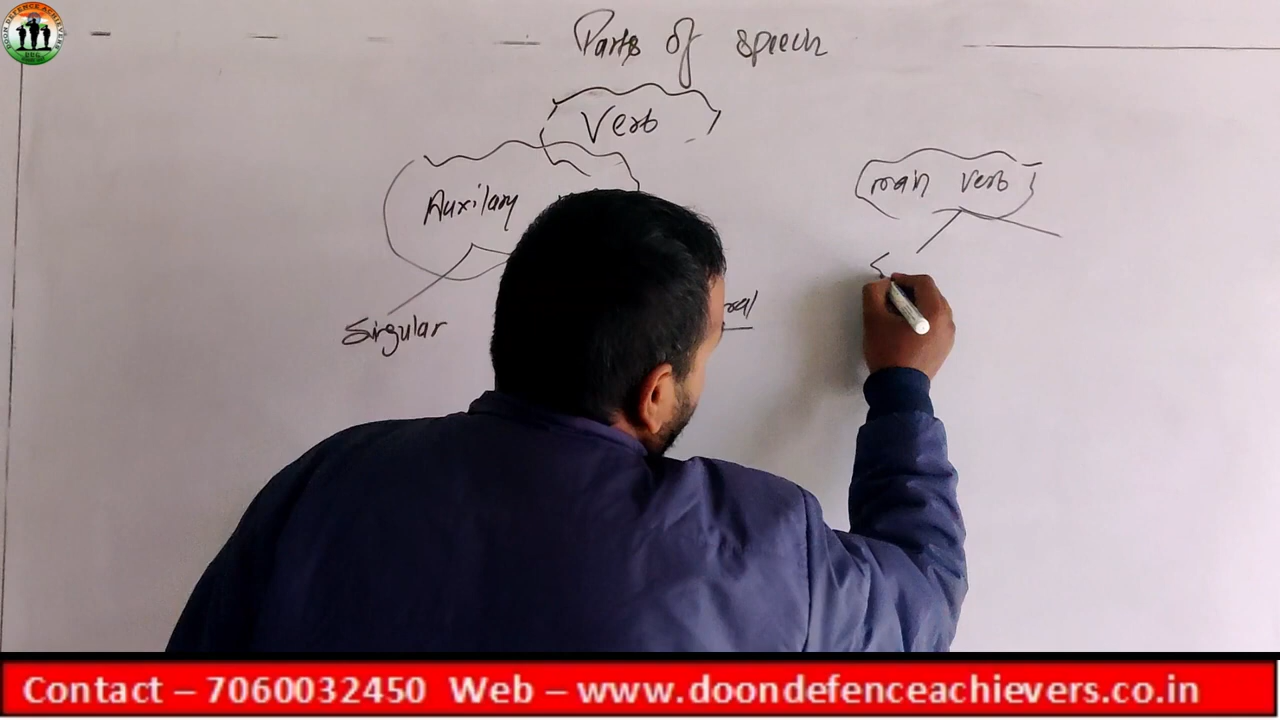 Parts of speech
Verb
Auxilary
main verb
Singular
Contact – 7060032450 Web – www.doondefenceachievers.co.in